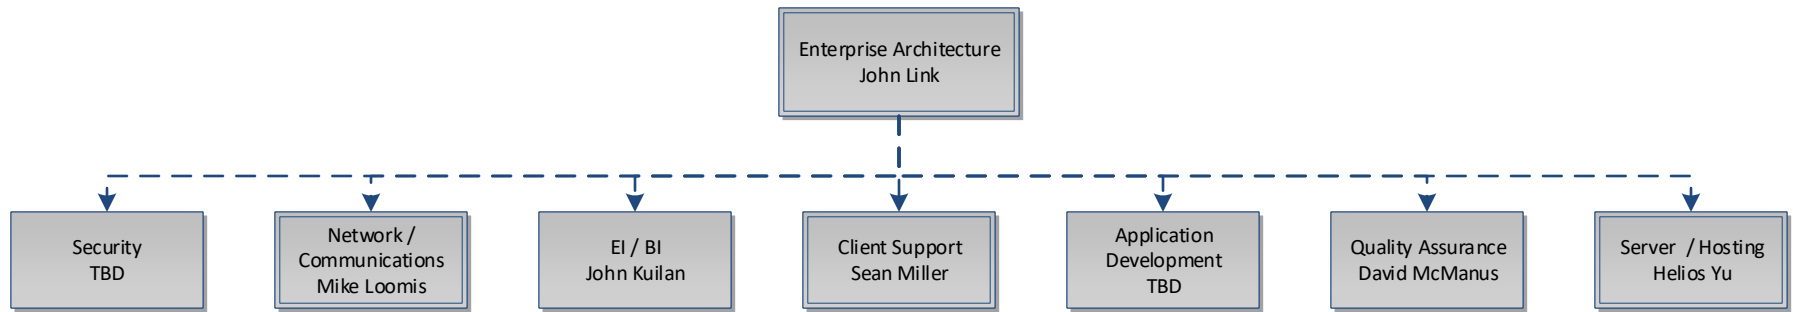 Enterprise Architecture
John Link
Security
TBD
Network /
Communications
Mike Loomis
EI / BI
John Kuilan
Client Support
Sean Miller
Application
Development
TBD
Quality Assurance
David McManus
Server / Hosting
Helios Yu